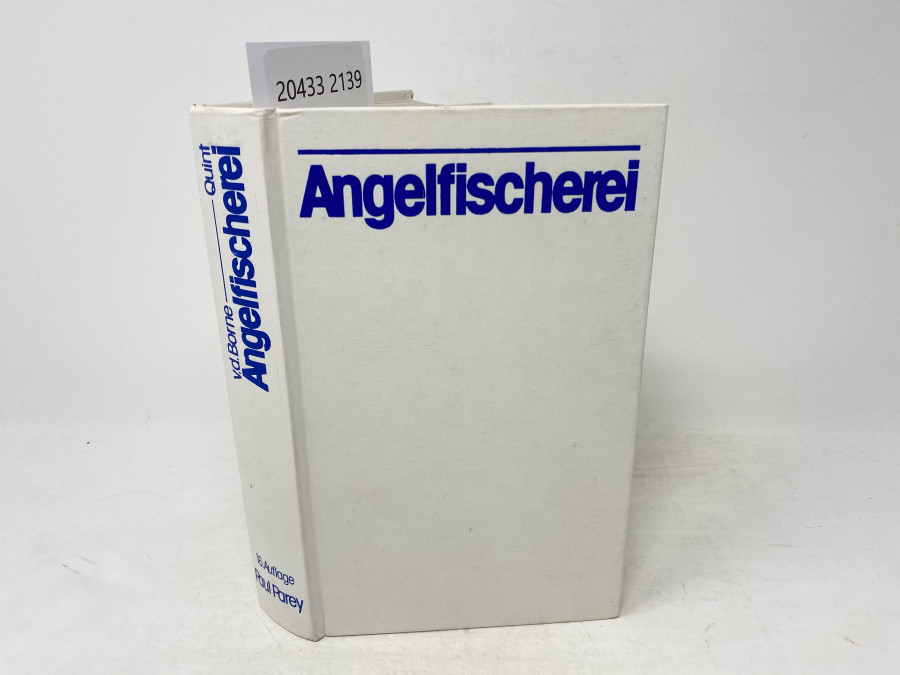 20433 2139
Angelfischerei
v.d.Borne Quint
Angelfischerei
16. Auflage
Paul Parey